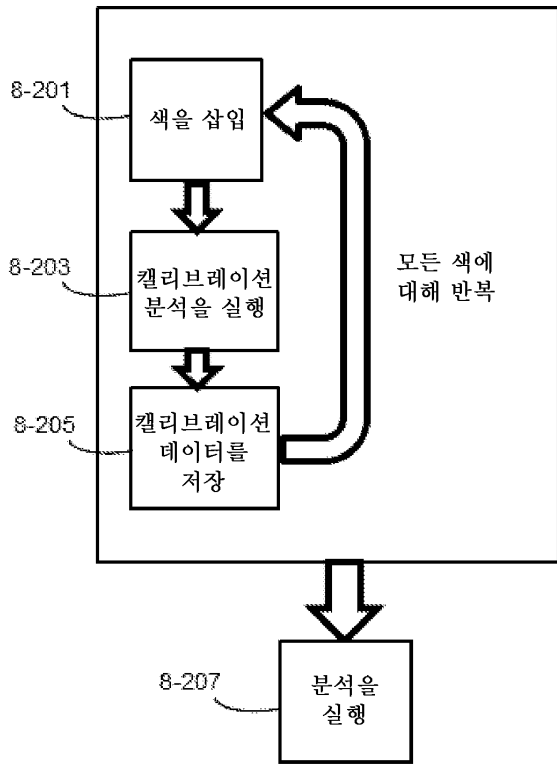 8-201
색을 삽입
8-203
캘리브레이션
분석을 실행
모든 색에
대해 반복
8-205
캘리브레이션
데이터를
저장
8-207
분석을
실행